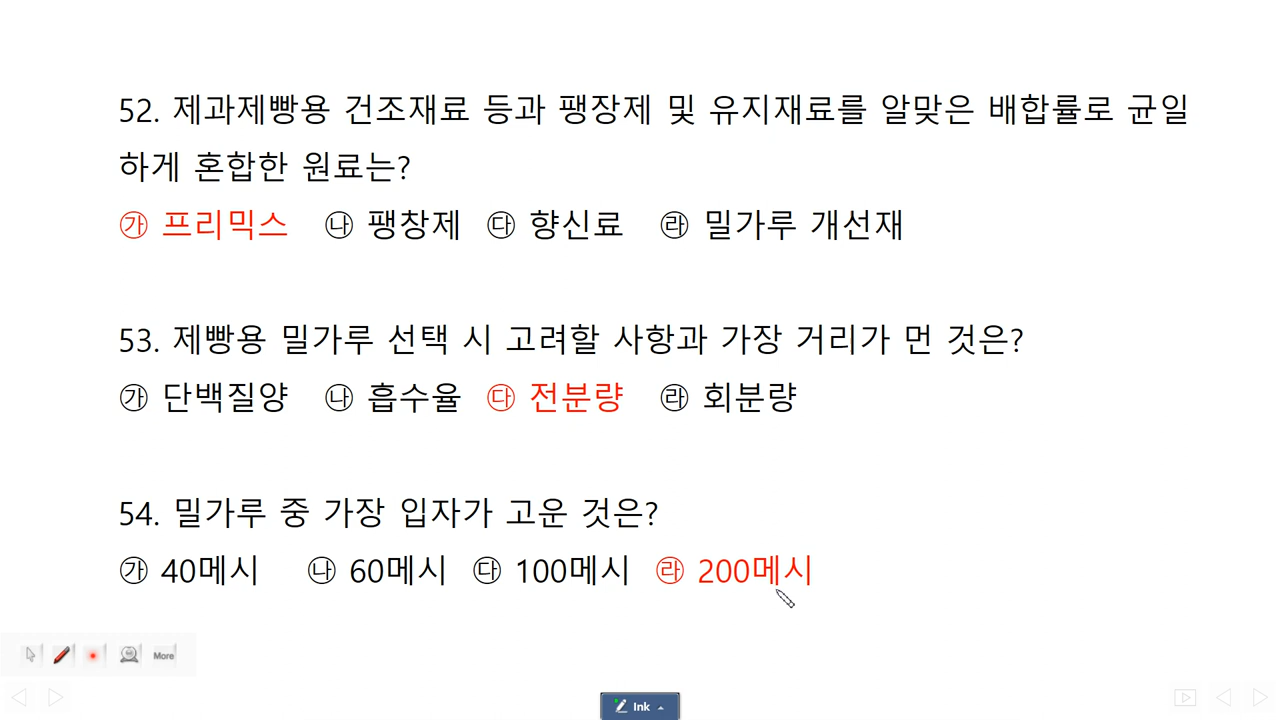 52. 제과제빵용 건조재료 등과 팽장제 및 유지재료를 알맞은 배합률로 균일
하게 혼합한 원료는?
㉮ 프리믹스 ㉯ 팽창제 ㉰ 향신료 ㉱ 밀가루 개선재
53. 제빵용 밀가루 선택 시 고려할 사항과 가장 거리가 먼 것은?
㉮ 단백질양 ㉯ 흡수율 ㉰ 전분량 ㉱ 회분량
54. 밀가루 중 가장 입자가 고운 것은?
㉮ 40메시 ㉯ 60메시 ㉰ 100메시 ㉱ 200메시
More
Ink